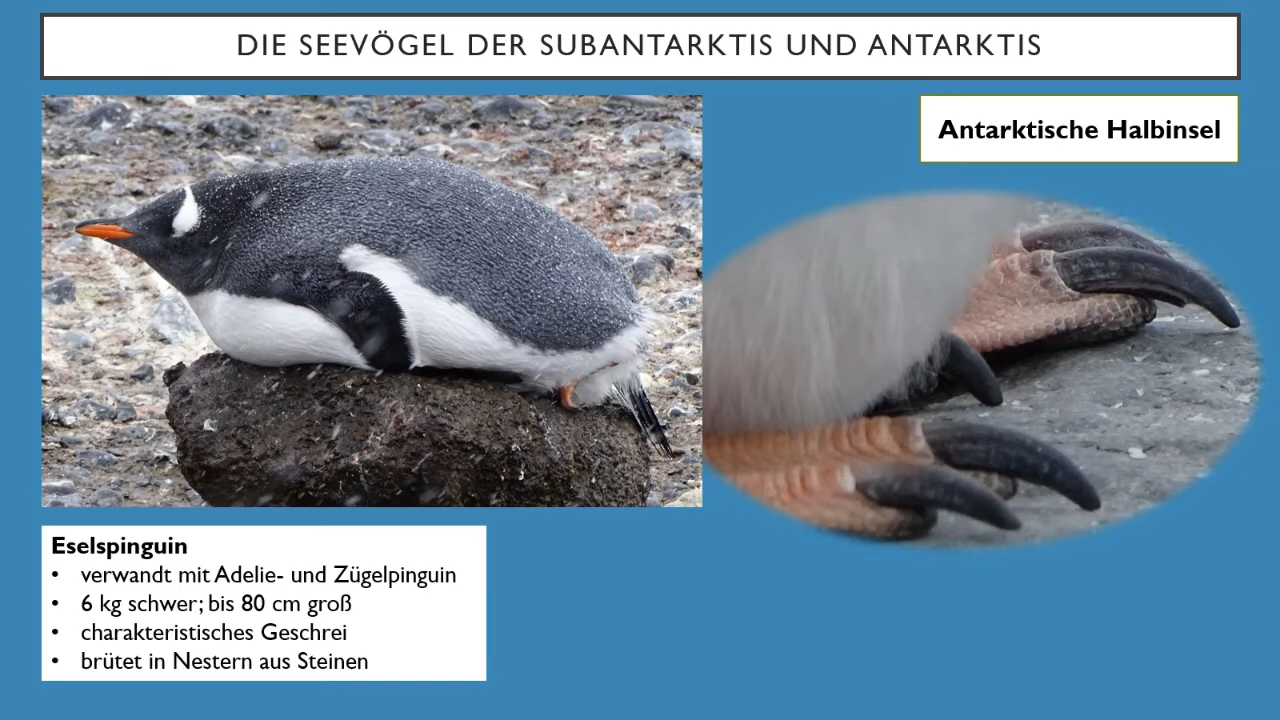 DIE SEEVÖGEL DER SUBANTARKTIS UND ANTARKTIS
Antarktische Halbinsel
Eselspinguin
• verwandt mit Adelie- und Zügelpinguin
• 6 kg schwer; bis 80 cm groß
• charakteristisches Geschrei
• brütet in Nestern aus Steinen